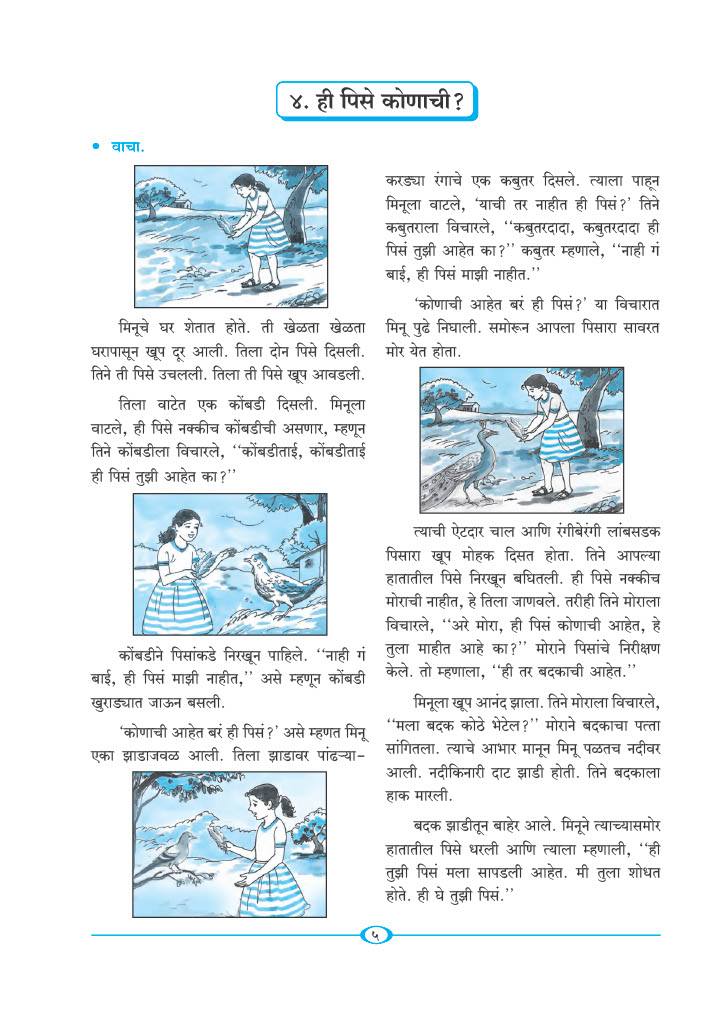 ४. ही पिसे कोणाची?
• वाचा.
मिनूचे घर शेतात होते. ती खेळता खेळता
घरापासून खूप दूर आली. तिला दोन पिसे दिसली.
तिने ती पिसे उचलली. तिला ती पिसे खूप आवडली.
तिला वाटेत एक कोंबडी दिसली. मिनूला
वाटले, ही पिसे नक्कीच कोंबडीची असणार, म्हणून
तिने कोंबडीला विचारले, ‘‘कोंबडीताई, कोंबडीताई
ही पिसं तुझी आहेत का?’’
कोंबडीने पिसांकडे निरखून पाहिले. ‘‘नाही गं
बाई, ही पिसं माझी नाहीत,’’ असे म्हणून कोंबडी
खुराड्यात जाऊन बसली.
‘कोणाची आहेत बरं ही पिसं?’ असे म्हणत मिनू
एका झाडाजवळ आली. तिला झाडावर पांढऱ्या-
करड्या रंगाचे एक कबुतर दिसले. त्याला पाहून
मिनूला वाटले, ‘याची तर नाहीत ही पिसं?’ तिने
कबुतराला विचारले, ‘‘कबुतरदादा, कबुतरदादा ही
पिसं तुझी आहेत का?’’ कबुतर म्हणाले, ‘‘नाही गं
बाई, ही पिसं माझी नाहीत.’’
‘कोणाची आहेत बरं ही पिसं?’ या विचारात
मिनू पुढे निघाली. समोरून आपला पिसारा सावरत
मोर येत होता.
त्याची ऐटदार चाल आणि रंगीबेरंगी लांबसडक
पिसारा खूप मोहक दिसत होता. तिने आपल्या
हातातील पिसे निरखून बघितली. ही पिसे नक्कीच
मोराची नाहीत, हे तिला जाणवले. तरीही तिने मोराला
विचारले, ‘‘अरे मोरा, ही पिसं कोणाची आहेत, हे
तुला माहीत आहे का?’’ मोराने पिसांचे निरीक्षण
केले. तो म्हणाला, ‘‘ही तर बदकाची आहेत.’’
मिनूला खूप आनंद झाला. तिने मोराला विचारले,
‘‘मला बदक कोठे भेटेल?’’ मोराने बदकाचा पत्ता
सांगितला. त्याचे आभार मानून मिनू पळतच नदीवर
आली. नदीकिनारी दाट झाडी होती. तिने बदकाला
हाक मारली.
बदक झाडीतून बाहेर आले. मिनूने त्याच्यासमोर
हातातील पिसे धरली आणि त्याला म्हणाली, ‘‘ही
तुझी पिसं मला सापडली आहेत. मी तुला शोधत
होते. ही घे तुझी पिसं.’’
५